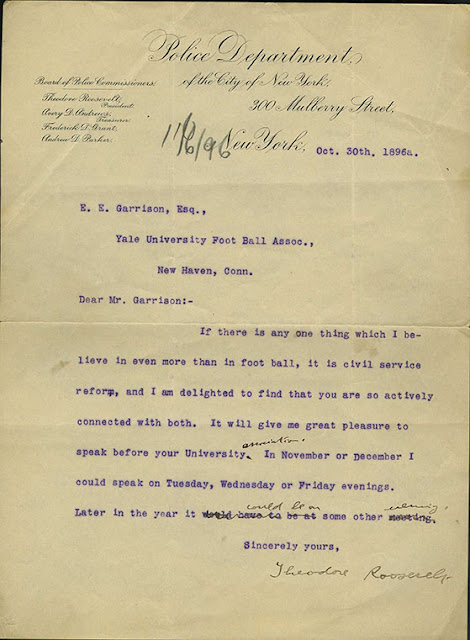 Police Department
of the City of New York.
300 Mulberry Street.
New York, Oct. 30th. 1896a.
Board of Police Commissioners.
Theodore Roosevelt,
President.
Avery D. Andrews,
Treasurer.
Frederick D. Grant,
Andrew D. Parker.
11/6/96
E. E. Garrison, Esq.,
Yale University Foot Ball Assoc.,
New Haven, Conn.
Dear Mr. Garrison:-
If there is any one thing which I be-
lieve in even more than in foot ball, it is civil service
reform, and I am delighted to find that you are so actively
connected with both. It will give me great pleasure to
association.
speak before your University. In November or December I
could speak on Tuesday, Wednesday or Friday evenings.
could be on evening.
Later in the year it would have to be at some other meeting.
Sincerely yours,
Theodore Roosevelt